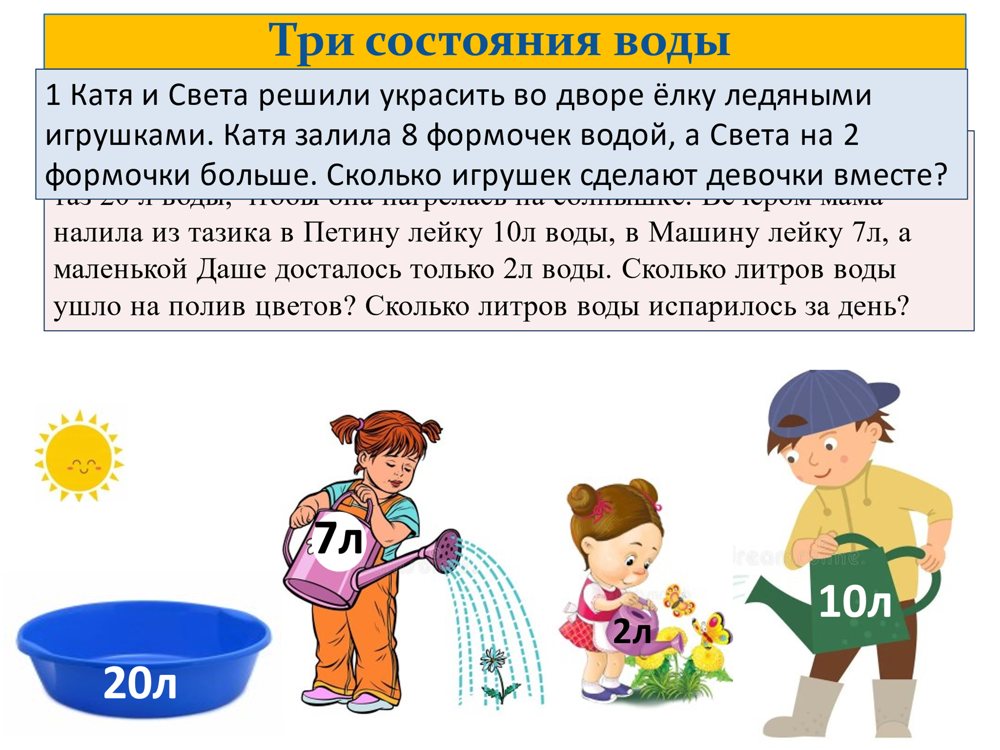 Три состояния воды
1 Катя и Света решили украсить во дворе ёлку ледяными
игрушками. Катя залила 8 формочек водой, а Света на 2
формочки больше. Сколько игрушек сделают девочки вместе?
таз 20 л воды, чтобы она нагрелась на солнышке. Вечером мама
налила из тазика в Петину лейку 10л воды, в Машину лейку 7л, а
маленькой Даше досталось только 2л воды. Сколько литров воды
ушло на полив цветов? Сколько литров воды испарилось за день?
7л
10л
2л
20л